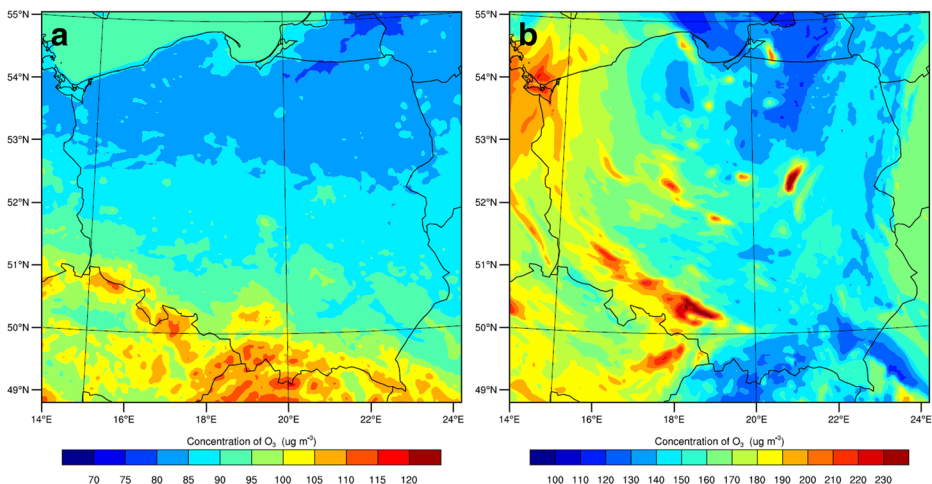 a
b
55°N
54°N
53°N
52°N
51°N
50°N
49°N
14°E 16°E 18°E 20°E 22°E 24°E
55°N
54°N
53°N
52°N
51°N
50°N
49°N
14°E 16°E 18°E 20°E 22°E 24°E
Concentration of O₃ (ug m⁻³)
70 75 80 85 90 95 100 105 110 115 120
Concentration of O₃ (ug m⁻³)
100 110 120 130 140 150 160 170 180 190 200 210 220 230